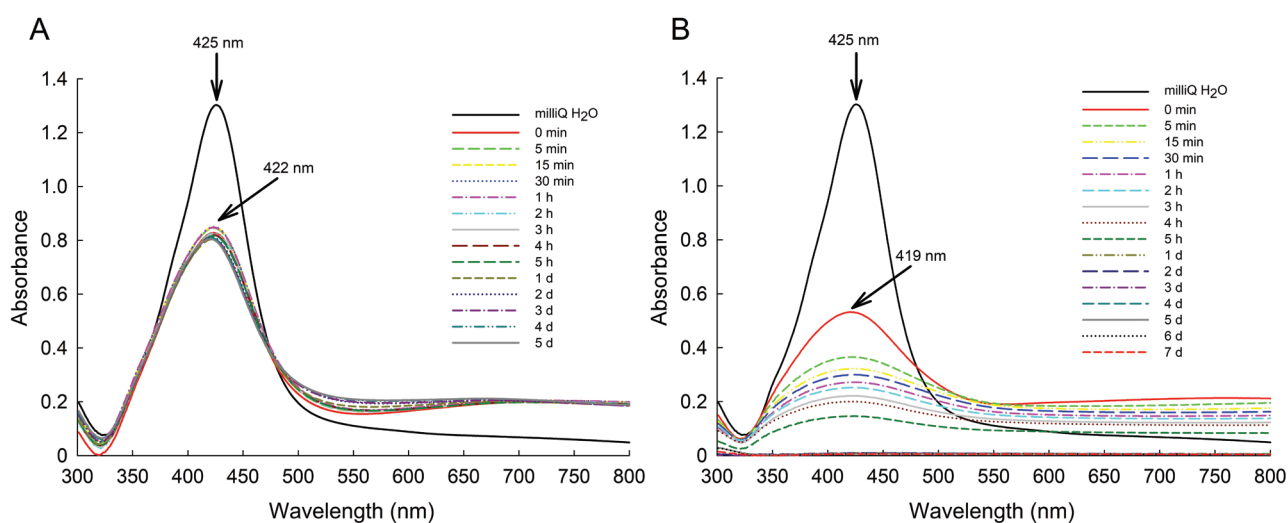 A
425 nm
1.4
1.2
1.0
0.8
0.6
0.4
0.2
0.0
Absorbance
422 nm
milliQ H2O
0 min
5 min
15 min
30 min
1 h
2 h
3 h
4 h
5 h
1 d
2 d
3 d
4 d
5 d
300 350 400 450 500 550 600 650 700 750 800
Wavelength (nm)
B
425 nm
1.4
1.2
1.0
0.8
0.6
0.4
0.2
0.0
Absorbance
419 nm
milliQ H2O
0 min
5 min
15 min
30 min
1 h
2 h
3 h
4 h
5 h
1 d
2 d
3 d
4 d
5 d
6 d
7 d
300 350 400 450 500 550 600 650 700 750 800
Wavelength (nm)